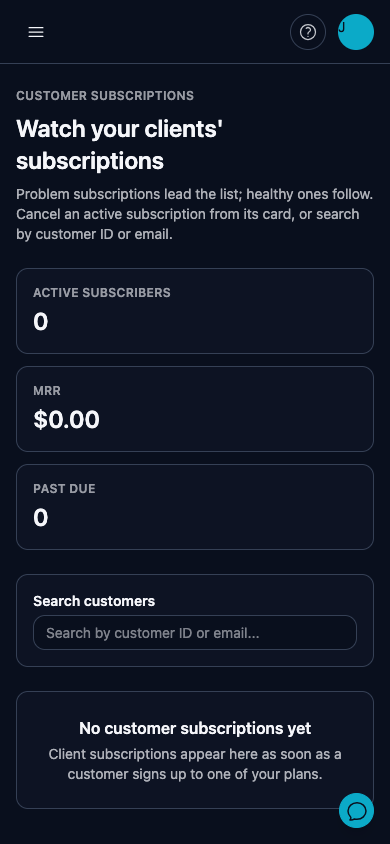 J
CUSTOMER SUBSCRIPTIONS
Watch your clients'
subscriptions
Problem subscriptions lead the list; healthy ones follow.
Cancel an active subscription from its card, or search
by customer ID or email.
ACTIVE SUBSCRIBERS
0
MRR
$0.00
PAST DUE
0
Search customers
Search by customer ID or email...
No customer subscriptions yet
Client subscriptions appear here as soon as a
customer signs up to one of your plans.